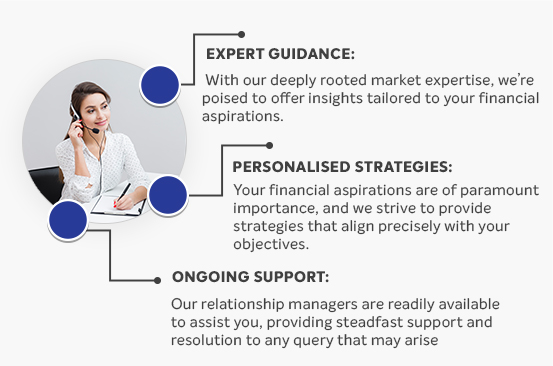 EXPERT GUIDANCE:
With our deeply rooted market expertise, we're
poised to offer insights tailored to your financial
aspirations.
PERSONALISED STRATEGIES:
Your financial aspirations are of paramount
importance, and we strive to provide
strategies that align precisely with your
objectives.
ONGOING SUPPORT:
Our relationship managers are readily available
to assist you, providing steadfast support and
resolution to any query that may arise